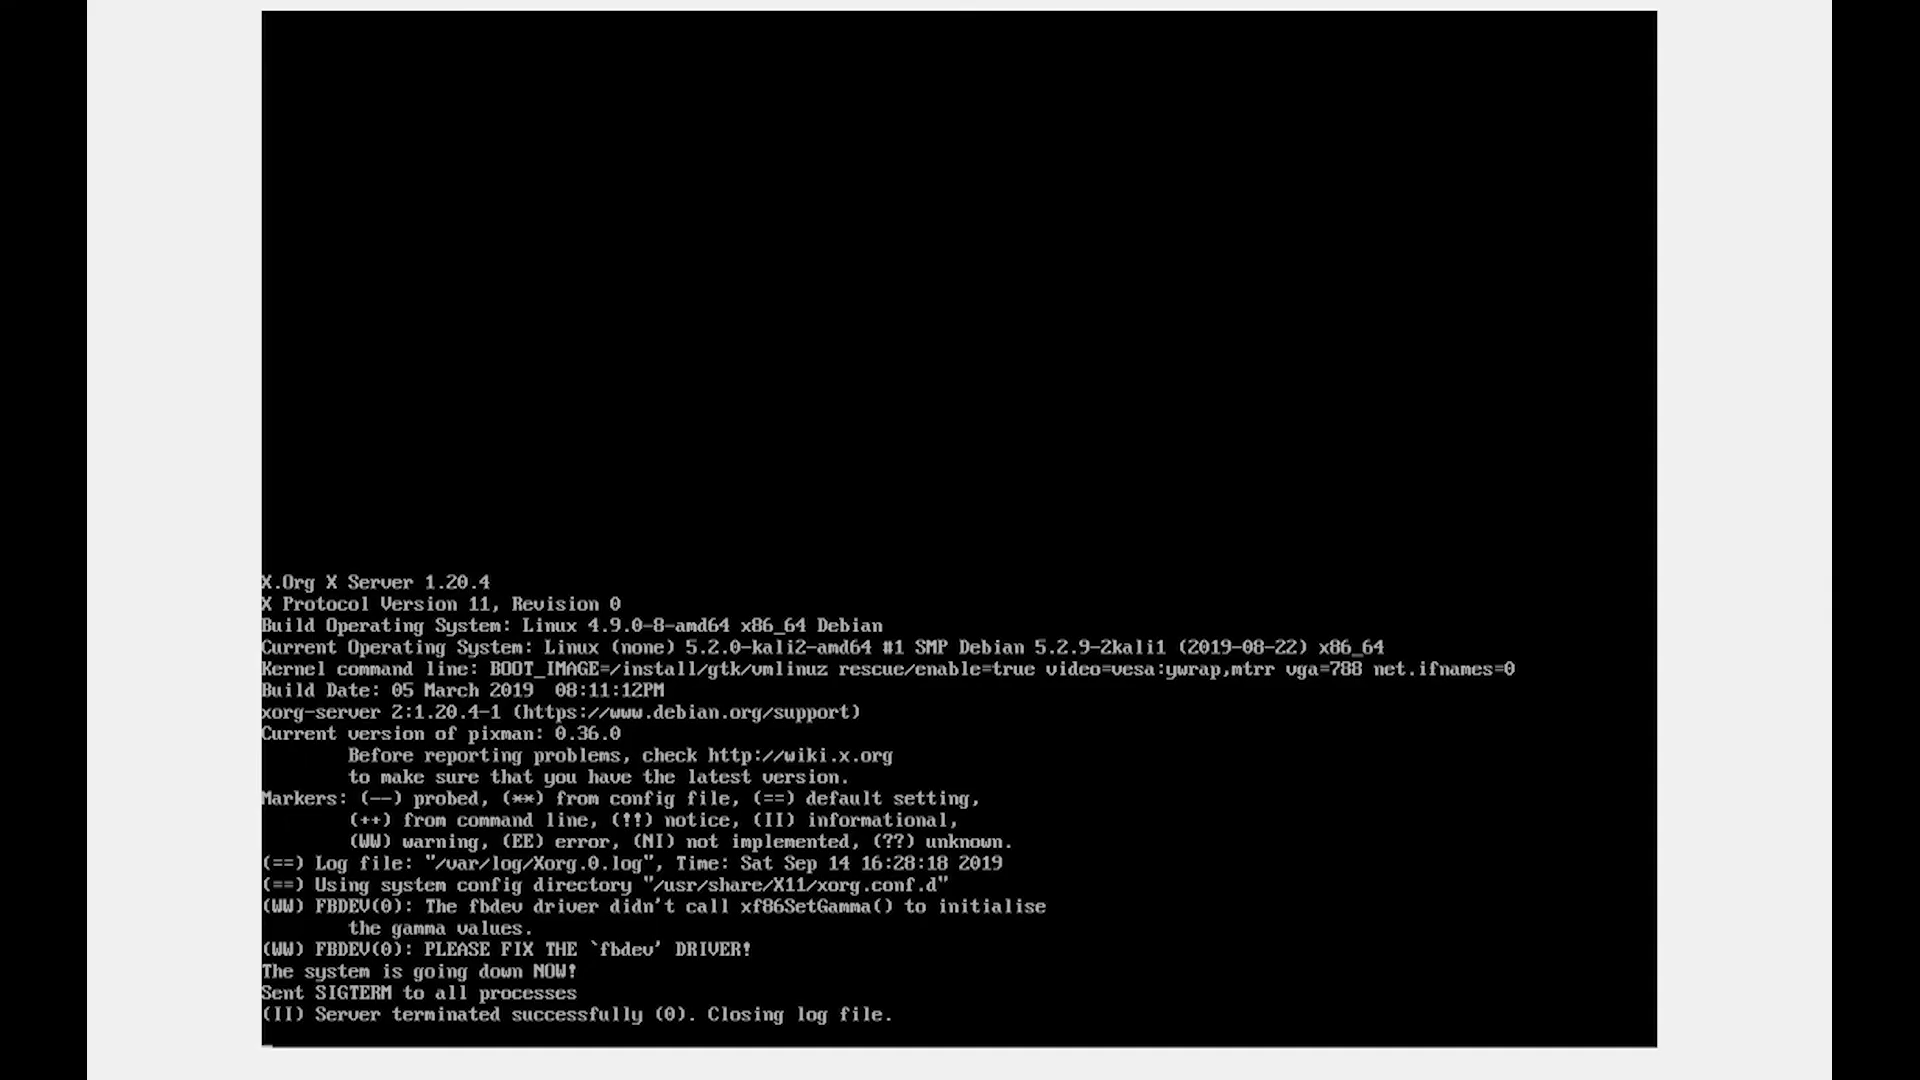 X.Org X Server 1.20.4
X Protocol Version 11, Revision 0
Build Operating System: Linux 4.9.0-8-amd64 x86_64 Debian
Current Operating System: Linux (none) 5.2.0-kali2-amd64 #1 SMP Debian 5.2.9-2kali1 (2019-08-22) x86_64
Kernel command line: BOOT_IMAGE=/install/gtk/vmlinuz rescue/enable=true video=vesa:ywrap,mtrr vga=788 net.ifnames=0
Build Date: 05 March 2019  08:11:12PM
xorg-server 2:1.20.4-1 (https://www.debian.org/support)
Current version of pixman: 0.36.0
Before reporting problems, check http://wiki.x.org
to make sure that you have the latest version.
Markers: (--) probed, (**) from config file, (==) default setting,
(++) from command line, (!!) notice, (II) informational,
(WW) warning, (EE) error, (NI) not implemented, (??) unknown.
(==) Log file: "/var/log/Xorg.0.log", Time: Sat Sep 14 16:28:18 2019
(==) Using system config directory "/usr/share/X11/xorg.conf.d"
(WW) FBDEV(0): The fbdev driver didn't call xf86SetGamma() to initialise
the gamma values.
(WW) FBDEV(0): PLEASE FIX THE `fbdev' DRIVER!
The system is going down NOW!
Sent SIGTERM to all processes
(II) Server terminated successfully (0). Closing log file.